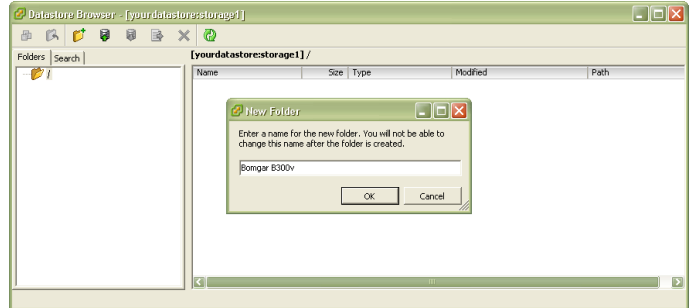 Datastore Browser - [yourdatastore:storage1]
Folders Search
[yourdatastore:storage1] /
/
Name Size Type Modified Path
New Folder
Enter a name for the new folder. You will not be able to
change this name after the folder is created.
Bomgar B300v
OK Cancel